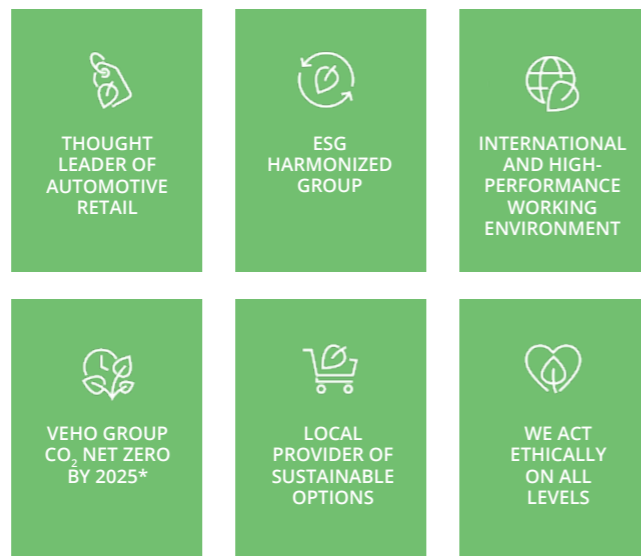 THOUGHT
LEADER OF
AUTOMOTIVE
RETAIL
ESG
HARMONIZED
GROUP
INTERNATIONAL
AND HIGH-
PERFORMANCE
WORKING
ENVIRONMENT
VEHO GROUP
CO₂ NET ZERO
BY 2025*
LOCAL
PROVIDER OF
SUSTAINABLE
OPTIONS
WE ACT
ETHICALLY
ON ALL
LEVELS